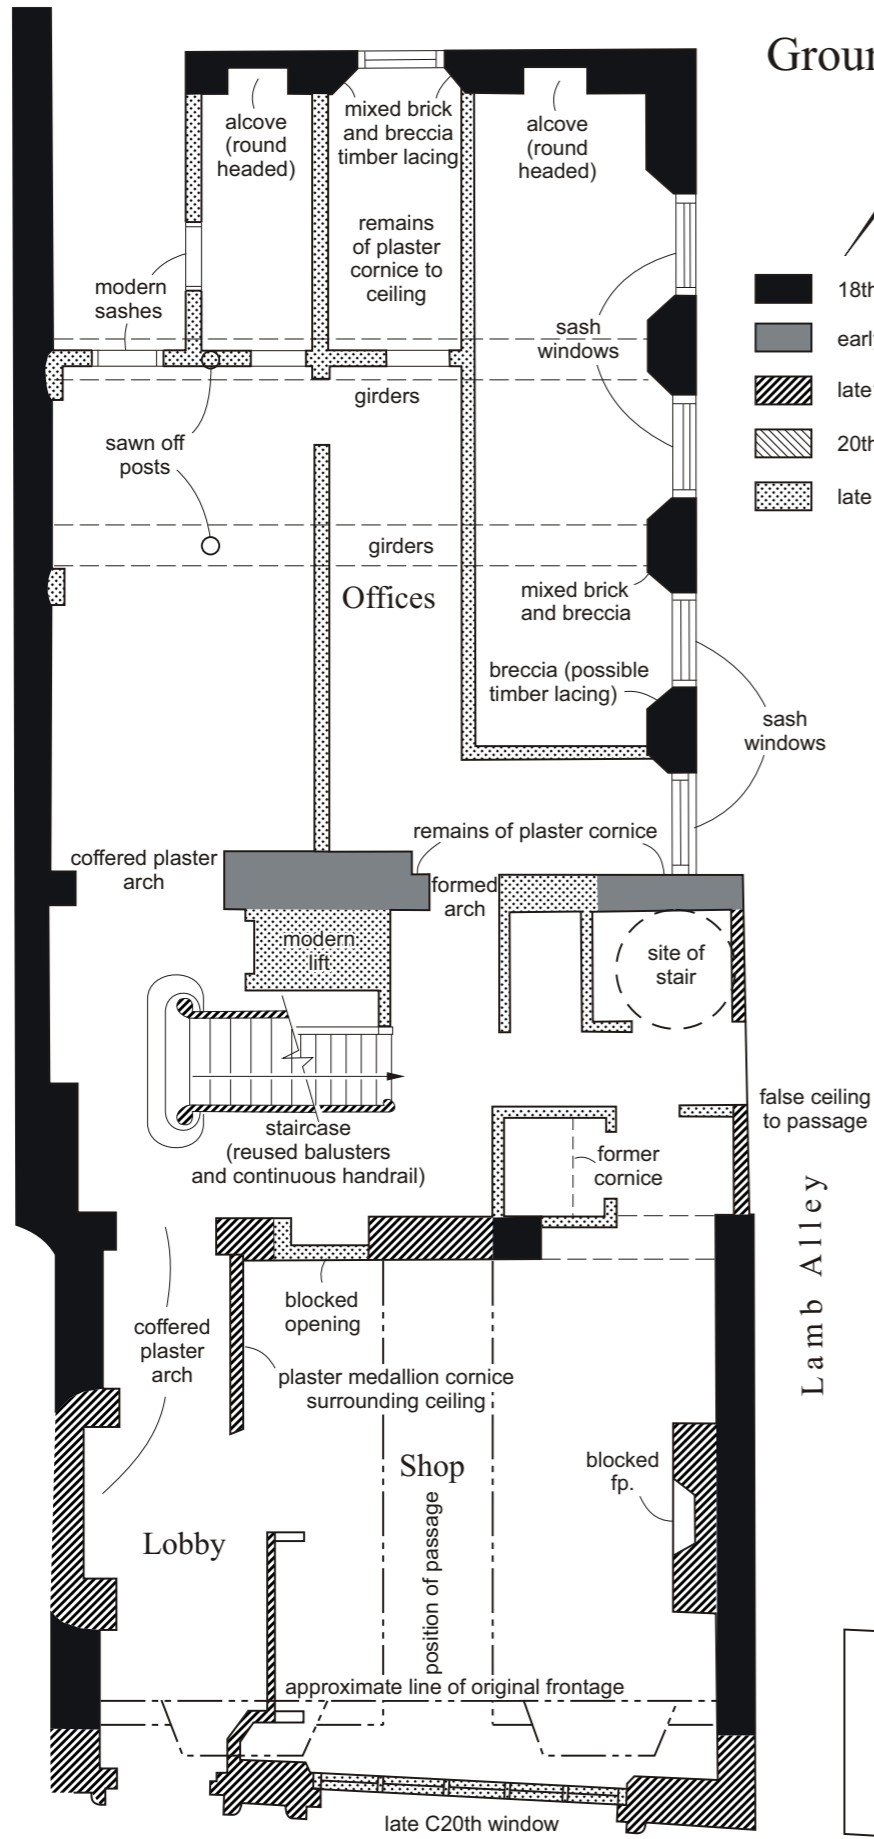 Groun
alcove
(round
headed)
mixed brick
and breccia
timber lacing
alcove
(round
headed)
remains
of plaster
cornice to
ceiling
modern
sashes
sash
windows
18th
early
late
20th
late
girders
sawn off
posts
girders
Offices
mixed brick
and breccia
breccia (possible
timber lacing)
sash
windows
remains of plaster cornice
coffered plaster
arch
formed
arch
modern
lift
site of
stair
false ceiling
to passage
staircase
(reused balusters
and continuous handrail)
former
cornice
Lamb Alley
blocked
opening
coffered
plaster
arch
plaster medallion cornice
surrounding ceiling
Shop
blocked
fp.
Lobby
position of passage
approximate line of original frontage
late C20th window